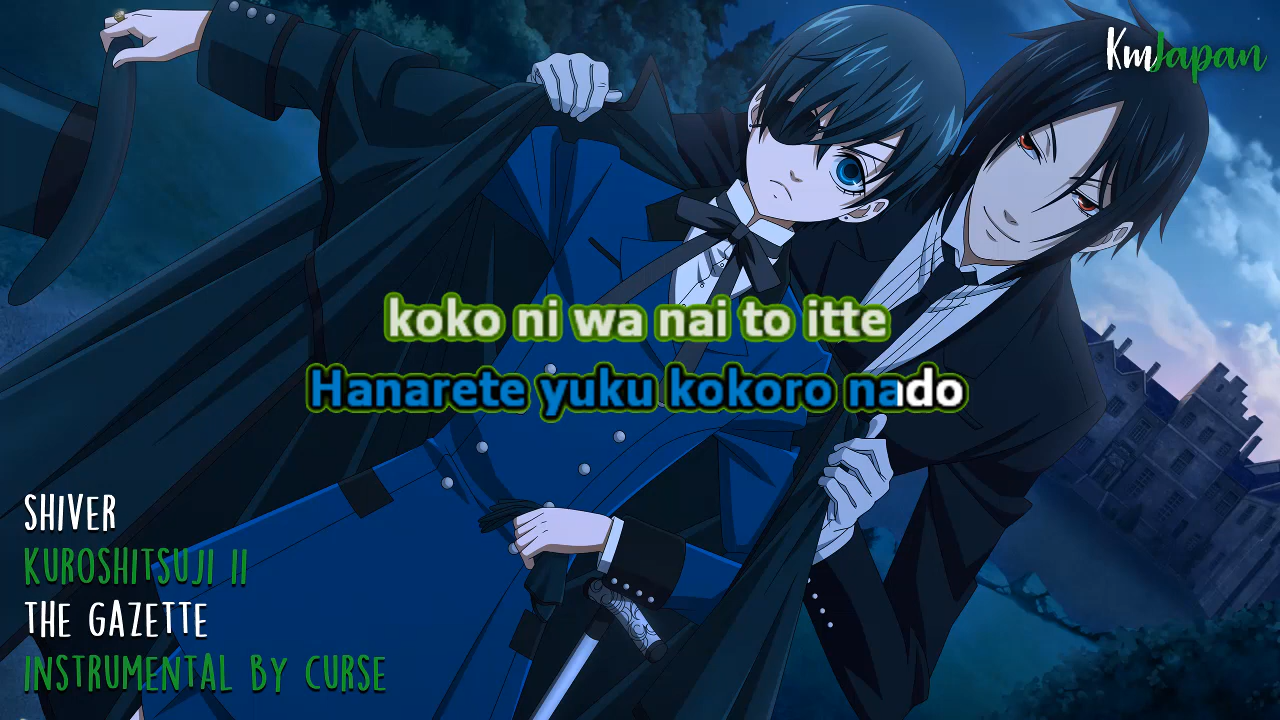 KmJapan
koko ni wa nai to itte
Hanarete yuku kokoro nado
SHIVER
KUROSHITSUJI II
THE GAZETTE
INSTRUMENTAL BY CURSE